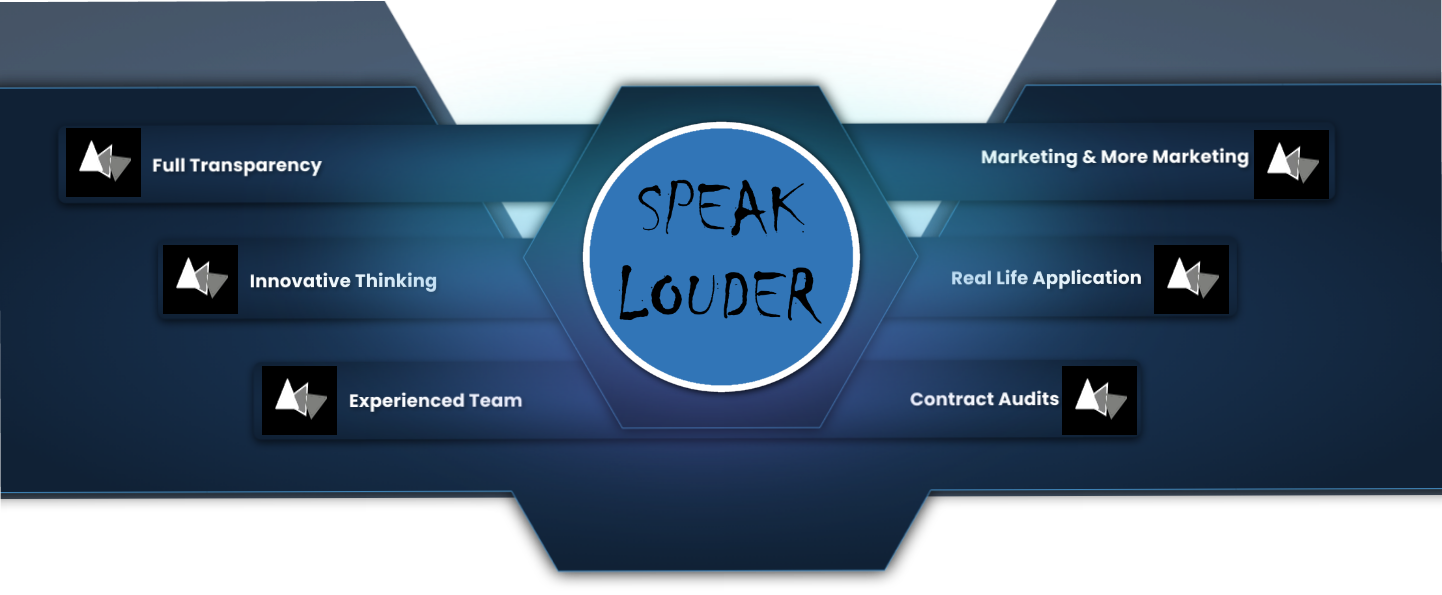 Full Transparency
Innovative Thinking
Experienced Team
SPEAK
LOUDER
Marketing & More Marketing
Real Life Application
Contract Audits